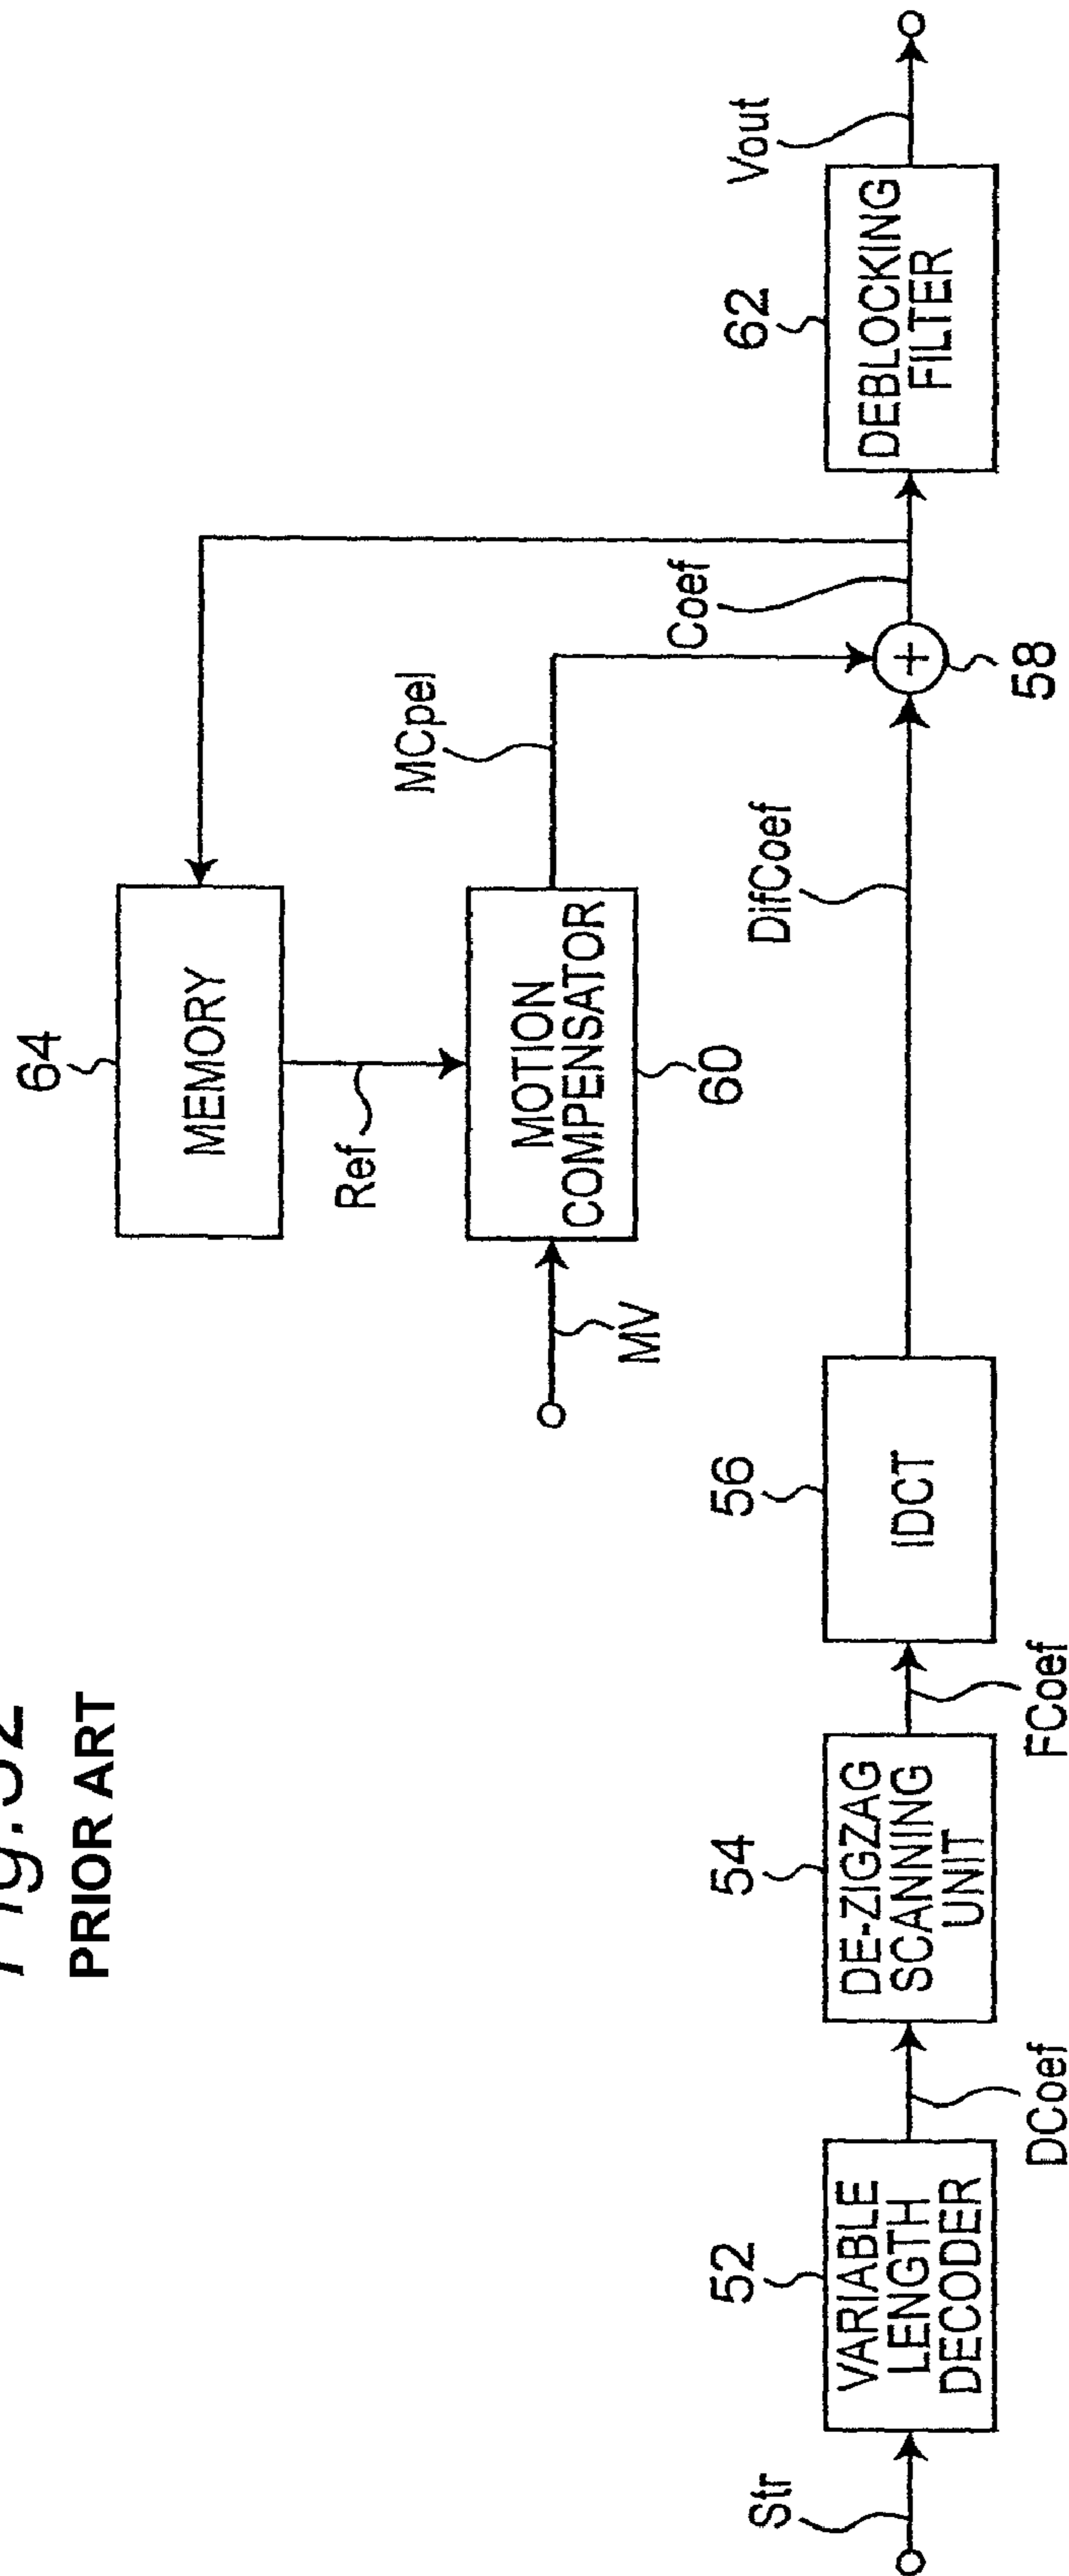 Fig. 32
PRIOR ART
64
MEMORY
Ref
MOTION
COMPENSATOR
60
MV
MCpel
Coef
58
DifCoef
62
DEBLOCKING
FILTER
Vout
Str
52
VARIABLE
LENGTH
DECODER
DCoef
54
DE-ZIGZAG
SCANNING
UNIT
FCoef
56
IDCT